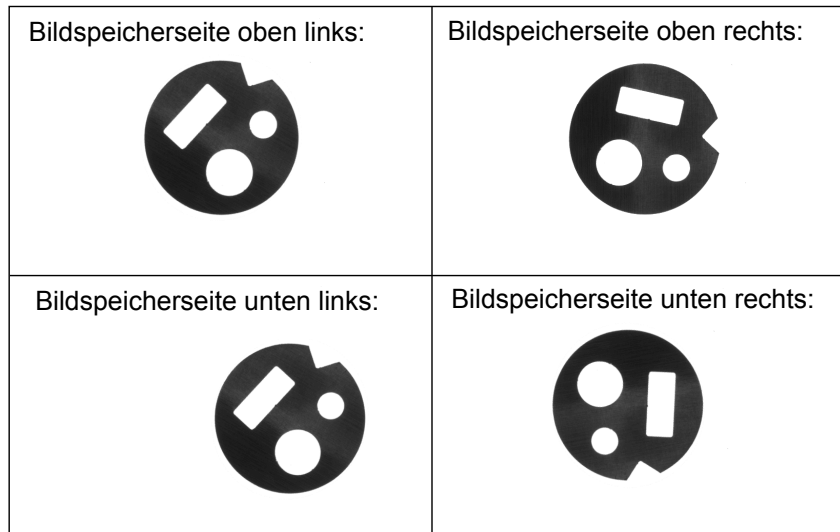 Bildspeicherseite oben links:
Bildspeicherseite oben rechts:
Bildspeicherseite unten links:
Bildspeicherseite unten rechts: